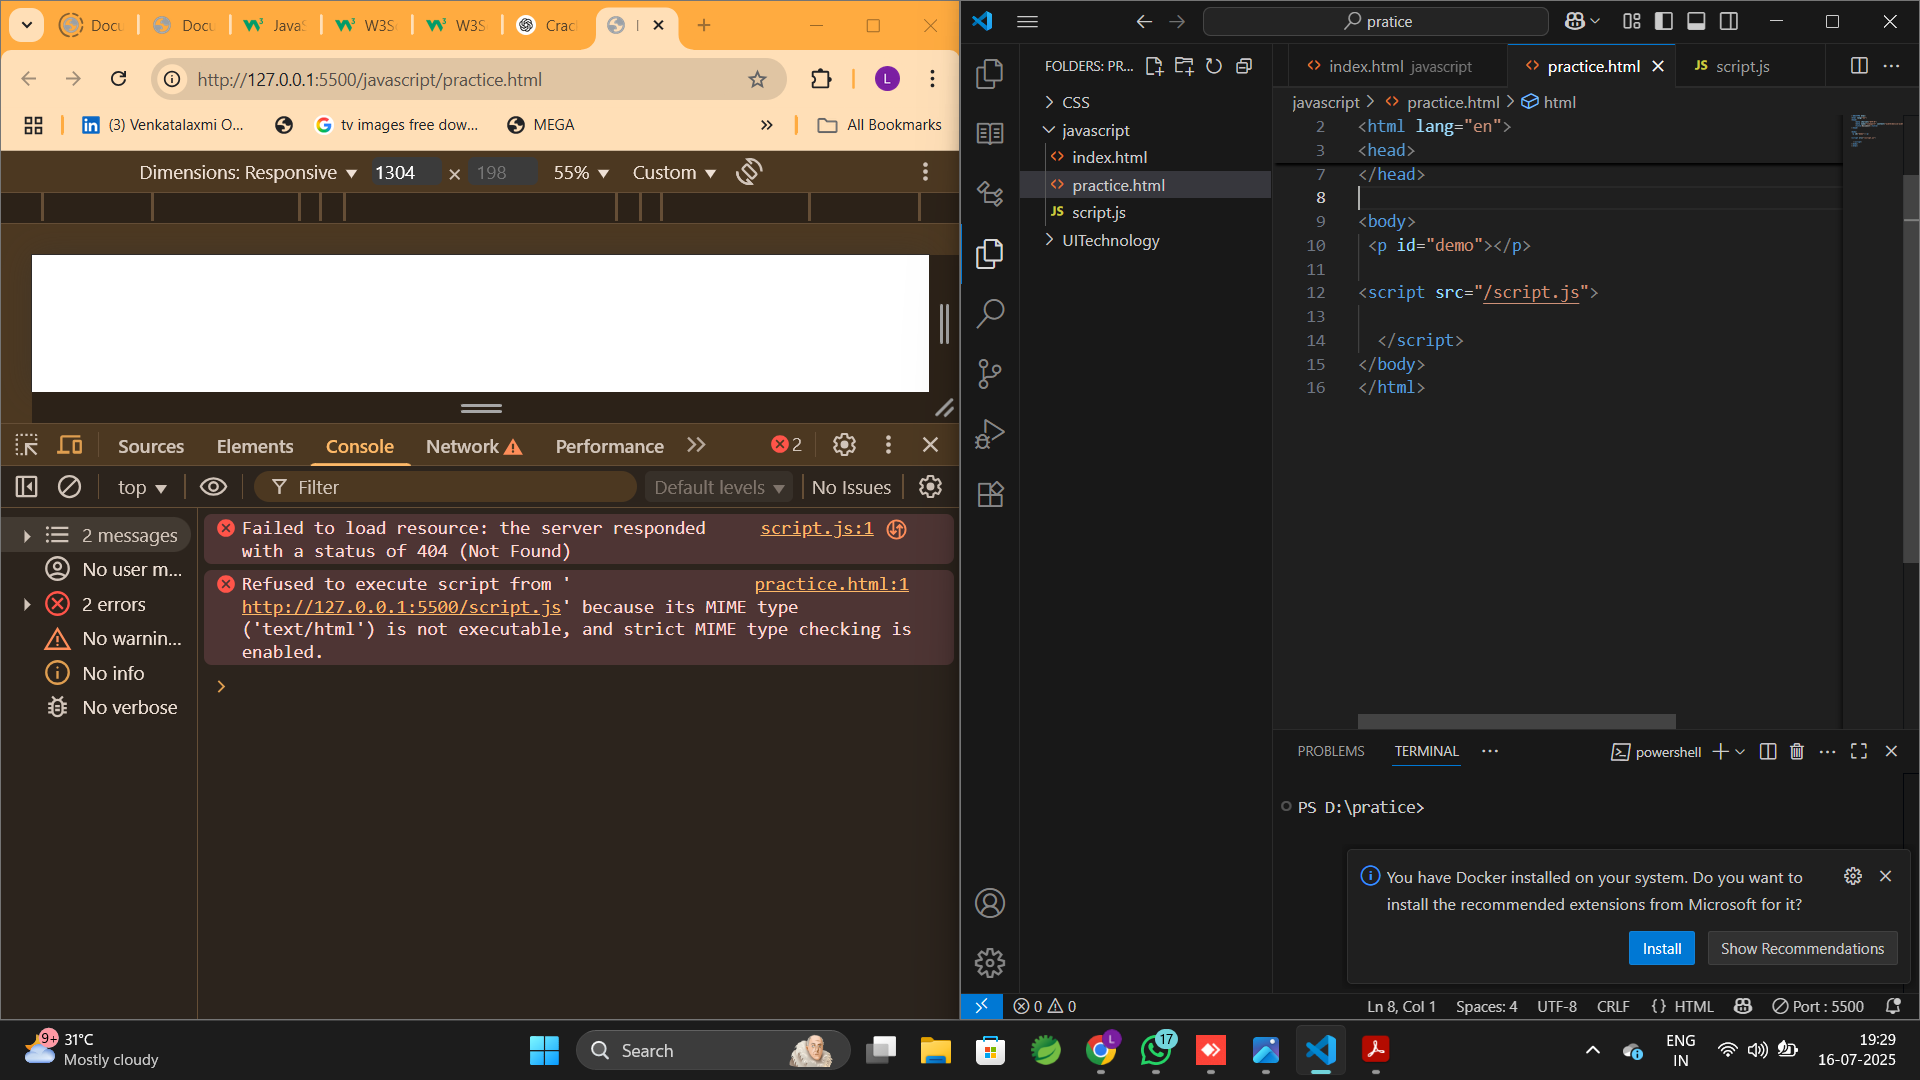 Docu
Docu
JavaS
W3Sc
W3Sc
Crac
http://127.0.0.1:5500/javascript/practice.html
L
(3) Venkatalaxmi O...
tv images free dow...
MEGA
All Bookmarks
Dimensions: Responsive
1304 × 198
55%
Custom
Sources
Elements
Console
Network
Performance
2
top
Filter
Default levels
No Issues
2 messages
No user m...
2 errors
No warnin...
No info
No verbose
Failed to load resource: the server responded script.js:1
with a status of 404 (Not Found)
Refused to execute script from ' practice.html:1
http://127.0.0.1:5500/script.js' because its MIME type
('text/html') is not executable, and strict MIME type checking is
enabled.
pratice
FOLDERS: PR...
CSS
javascript
index.html
practice.html
JS script.js
UITechnology
index.html javascript
practice.html
JS script.js
javascript > practice.html > html
2 <html lang="en">
3 <head>
7 </head>
8
9 <body>
10 <p id="demo"></p>
11
12 <script src="/script.js">
13
14 </script>
15 </body>
16 </html>
PROBLEMS
TERMINAL
powershell
PS D:\pratice>
You have Docker installed on your system. Do you want to
install the recommended extensions from Microsoft for it?
Install
Show Recommendations
0 0
Ln 8, Col 1
Spaces: 4
UTF-8
CRLF
{ } HTML
Port : 5500
9+
31°C
Mostly cloudy
Search
L
17
ENG
IN
19:29
16-07-2025